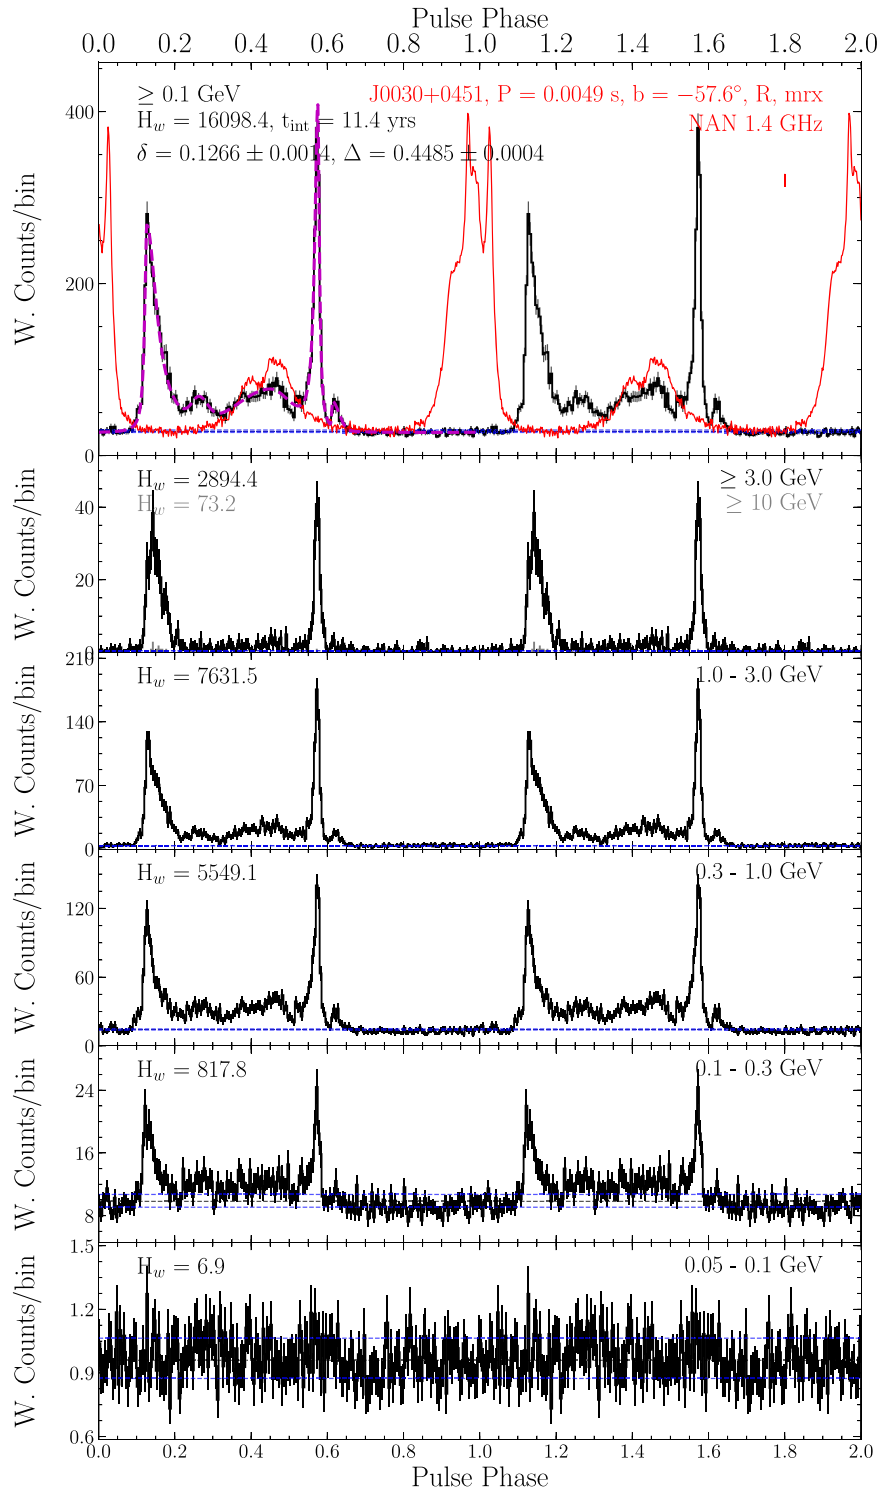 Pulse Phase
0.0 0.2 0.4 0.6 0.8 1.0 1.2 1.4 1.6 1.8 2.0
≥ 0.1 GeV
J0030+0451, P = 0.0049 s, b = −57.6°, R, mrx
H_w = 16098.4, t_int = 11.4 yrs
NAN 1.4 GHz
δ = 0.1266 ± 0.0014, Δ = 0.4485 ± 0.0004
W. Counts/bin
400
200
0
H_w = 2894.4
≥ 3.0 GeV
H_w = 73.2
≥ 10 GeV
W. Counts/bin
40
20
0
H_w = 7631.5
1.0 - 3.0 GeV
W. Counts/bin
210
140
70
0
H_w = 5549.1
0.3 - 1.0 GeV
W. Counts/bin
120
60
0
H_w = 817.8
0.1 - 0.3 GeV
W. Counts/bin
24
16
8
H_w = 6.9
0.05 - 0.1 GeV
W. Counts/bin
1.5
1.2
0.9
0.6
0.0 0.2 0.4 0.6 0.8 1.0 1.2 1.4 1.6 1.8 2.0
Pulse Phase